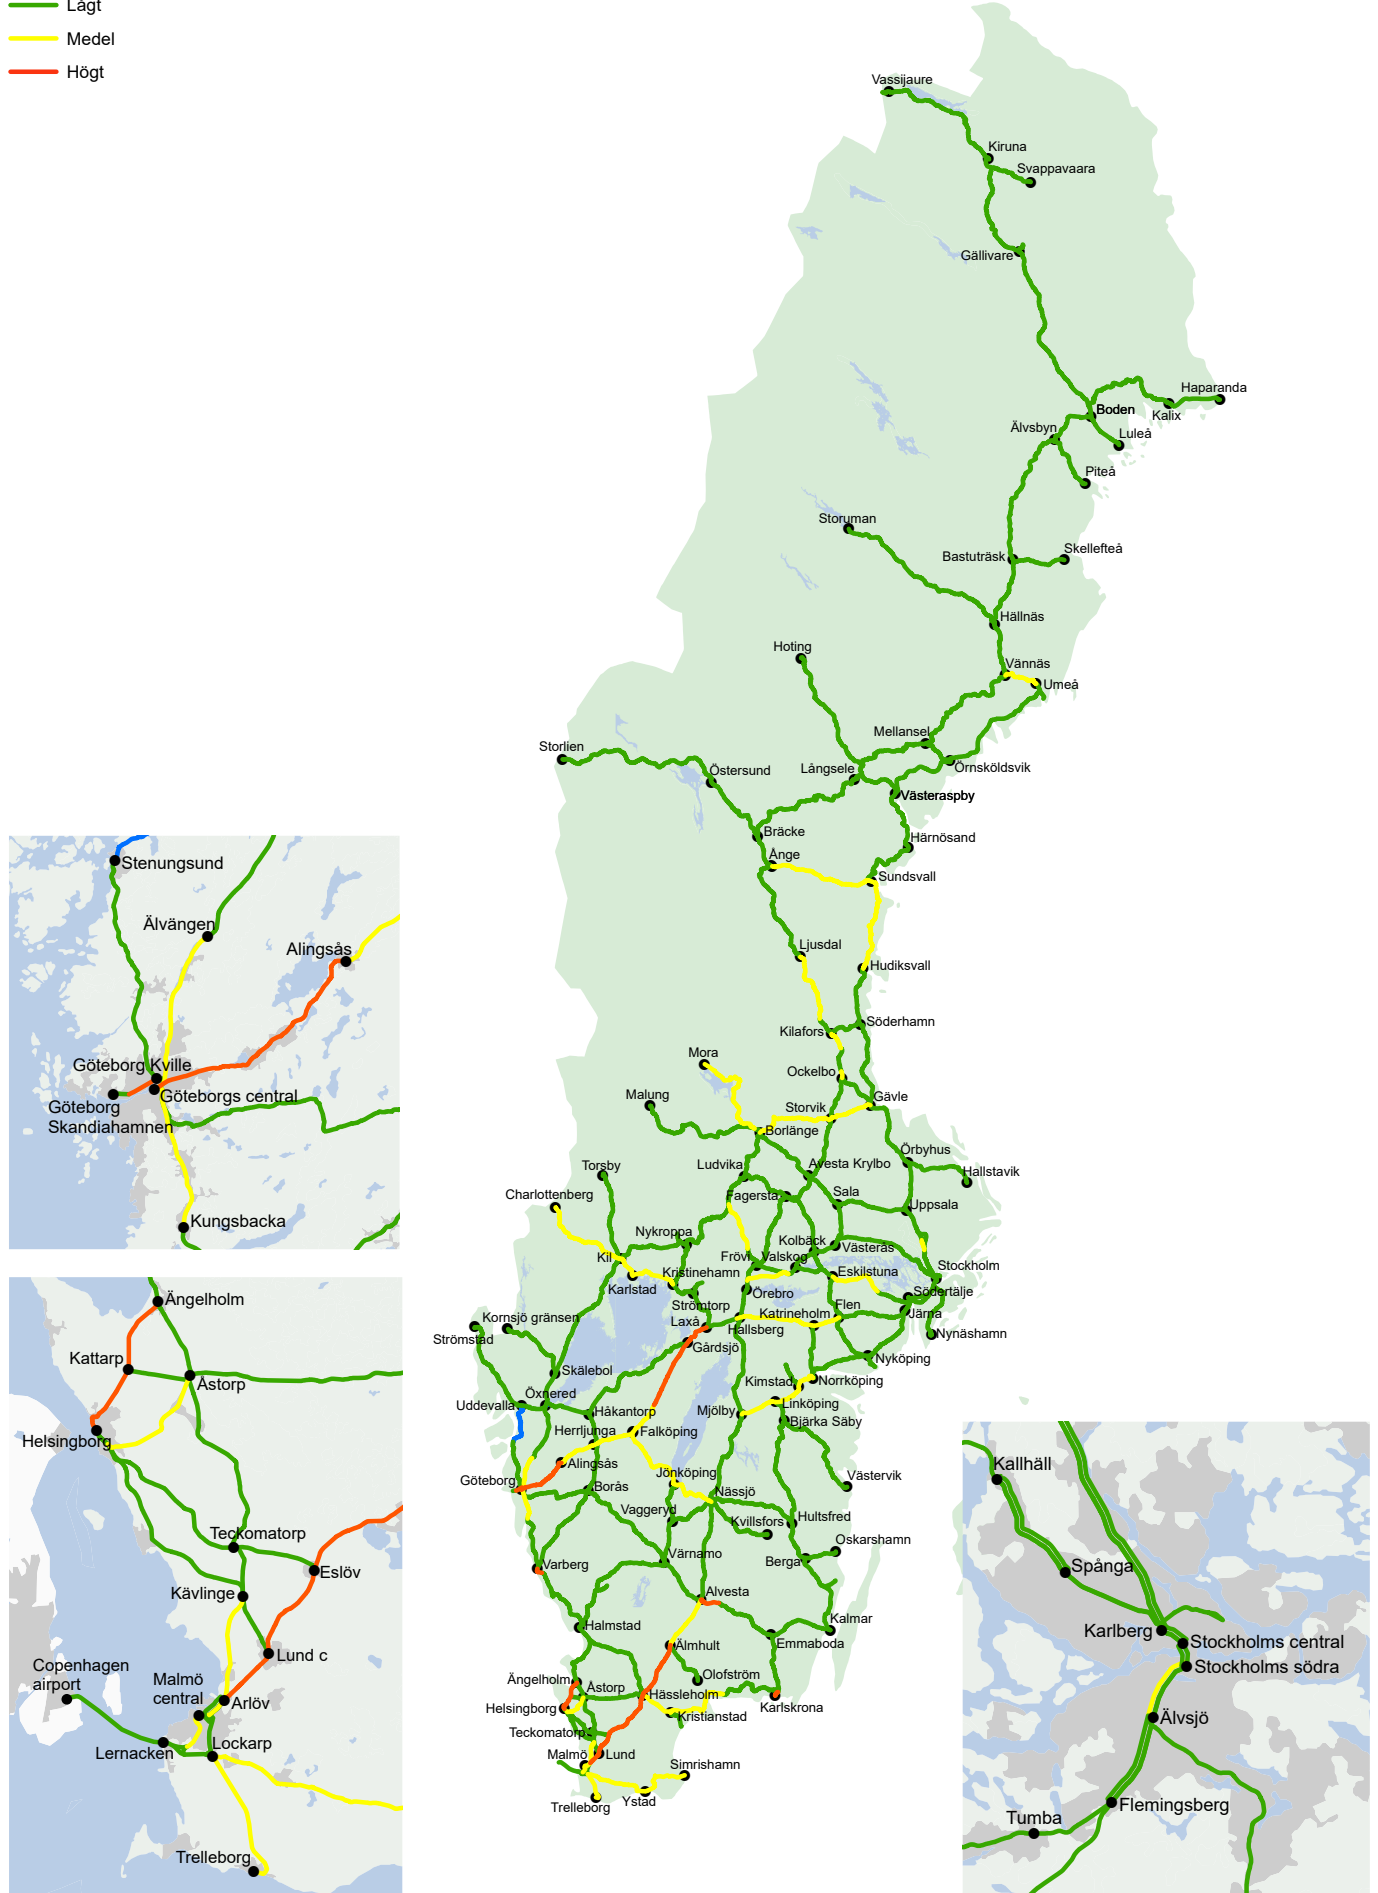 Lågt
Medel
Högt
Vassijaure
Kiruna
Svappavaara
Gällivare
Haparanda
Boden
Kalix
Älvsbyn
Luleå
Piteå
Storuman
Bastuträsk
Skellefteå
Hällnäs
Hoting
Vännäs
Umeå
Mellansel
Storlien
Östersund
Långsele
Örnsköldsvik
Västeraspby
Bräcke
Härnösand
Ånge
Sundsvall
Ljusdal
Hudiksvall
Kilafors
Söderhamn
Mora
Ockelbo
Malung
Storvik
Gävle
Borlänge
Örbyhus
Torsby
Ludvika
Avesta Krylbo
Hallstavik
Charlottenberg
Fagersta
Sala
Uppsala
Nykroppa
Kolbäck
Västerås
Kil
Frövi
Valskog
Karlstad
Kristinehamn
Eskilstuna
Stockholm
Örebro
Södertälje
Strömtorp
Katrineholm
Flen
Järna
Kornsjö gränsen
Laxå
Hallsberg
Strömstad
Gårdsjö
Nynäshamn
Nyköping
Skälebol
Kimstad
Norrköping
Uddevalla
Öxnered
Håkantorp
Mjölby
Linköping
Bjärka Säby
Herrljunga
Falköping
Alingsås
Göteborg
Borås
Jönköping
Nässjö
Västervik
Vaggeryd
Kvillsfors
Hultsfred
Oskarshamn
Varberg
Värnamo
Berga
Alvesta
Halmstad
Kalmar
Älmhult
Emmaboda
Ängelholm
Åstorp
Olofström
Helsingborg
Hässleholm
Karlskrona
Kristianstad
Teckomatorp
Malmö
Lund
Simrishamn
Trelleborg
Ystad
Stenungsund
Älvängen
Alingsås
Göteborg Kville
Göteborgs central
Göteborg
Skandiahamnen
Kungsbacka
Ängelholm
Kattarp
Åstorp
Helsingborg
Teckomatorp
Eslöv
Kävlinge
Lund c
Copenhagen
airport
Malmö
central
Arlöv
Lernacken
Lockarp
Trelleborg
Kallhäll
Spånga
Karlberg
Stockholms central
Stockholms södra
Älvsjö
Flemingsberg
Tumba